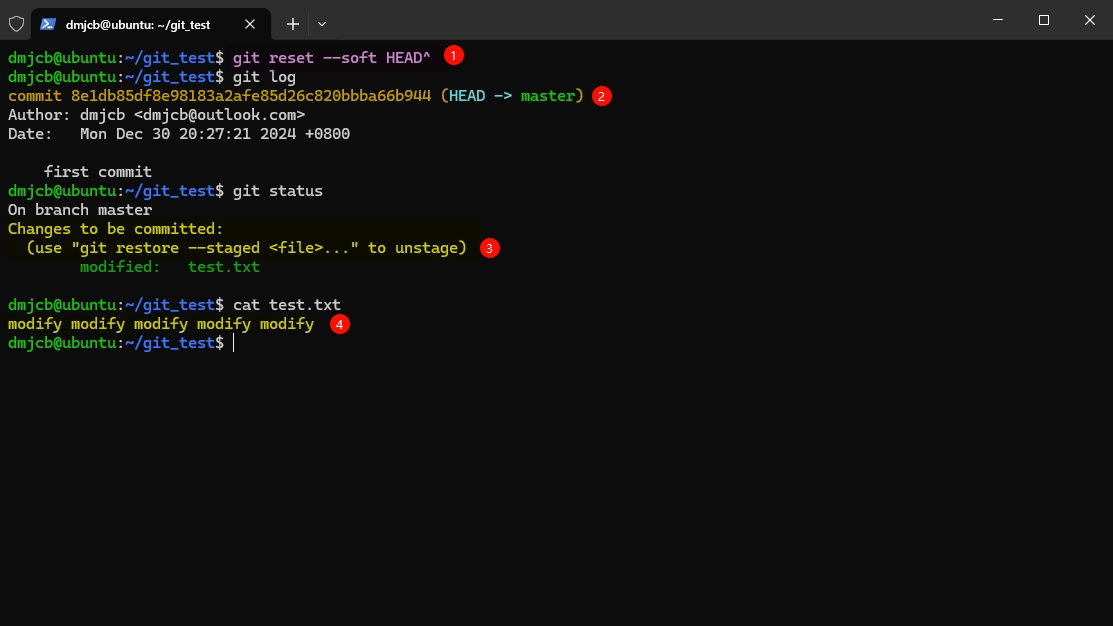 dmjcb@ubuntu: ~/git_test
dmjcb@ubuntu:~/git_test$ git reset --soft HEAD^ 1
dmjcb@ubuntu:~/git_test$ git log
commit 8e1db85df8e98183a2afe85d26c820bbba66b944 (HEAD -> master) 2
Author: dmjcb <dmjcb@outlook.com>
Date:   Mon Dec 30 20:27:21 2024 +0800
    first commit
dmjcb@ubuntu:~/git_test$ git status
On branch master
Changes to be committed:
  (use "git restore --staged <file>..." to unstage) 3
        modified:   test.txt
dmjcb@ubuntu:~/git_test$ cat test.txt
modify modify modify modify modify 4
dmjcb@ubuntu:~/git_test$